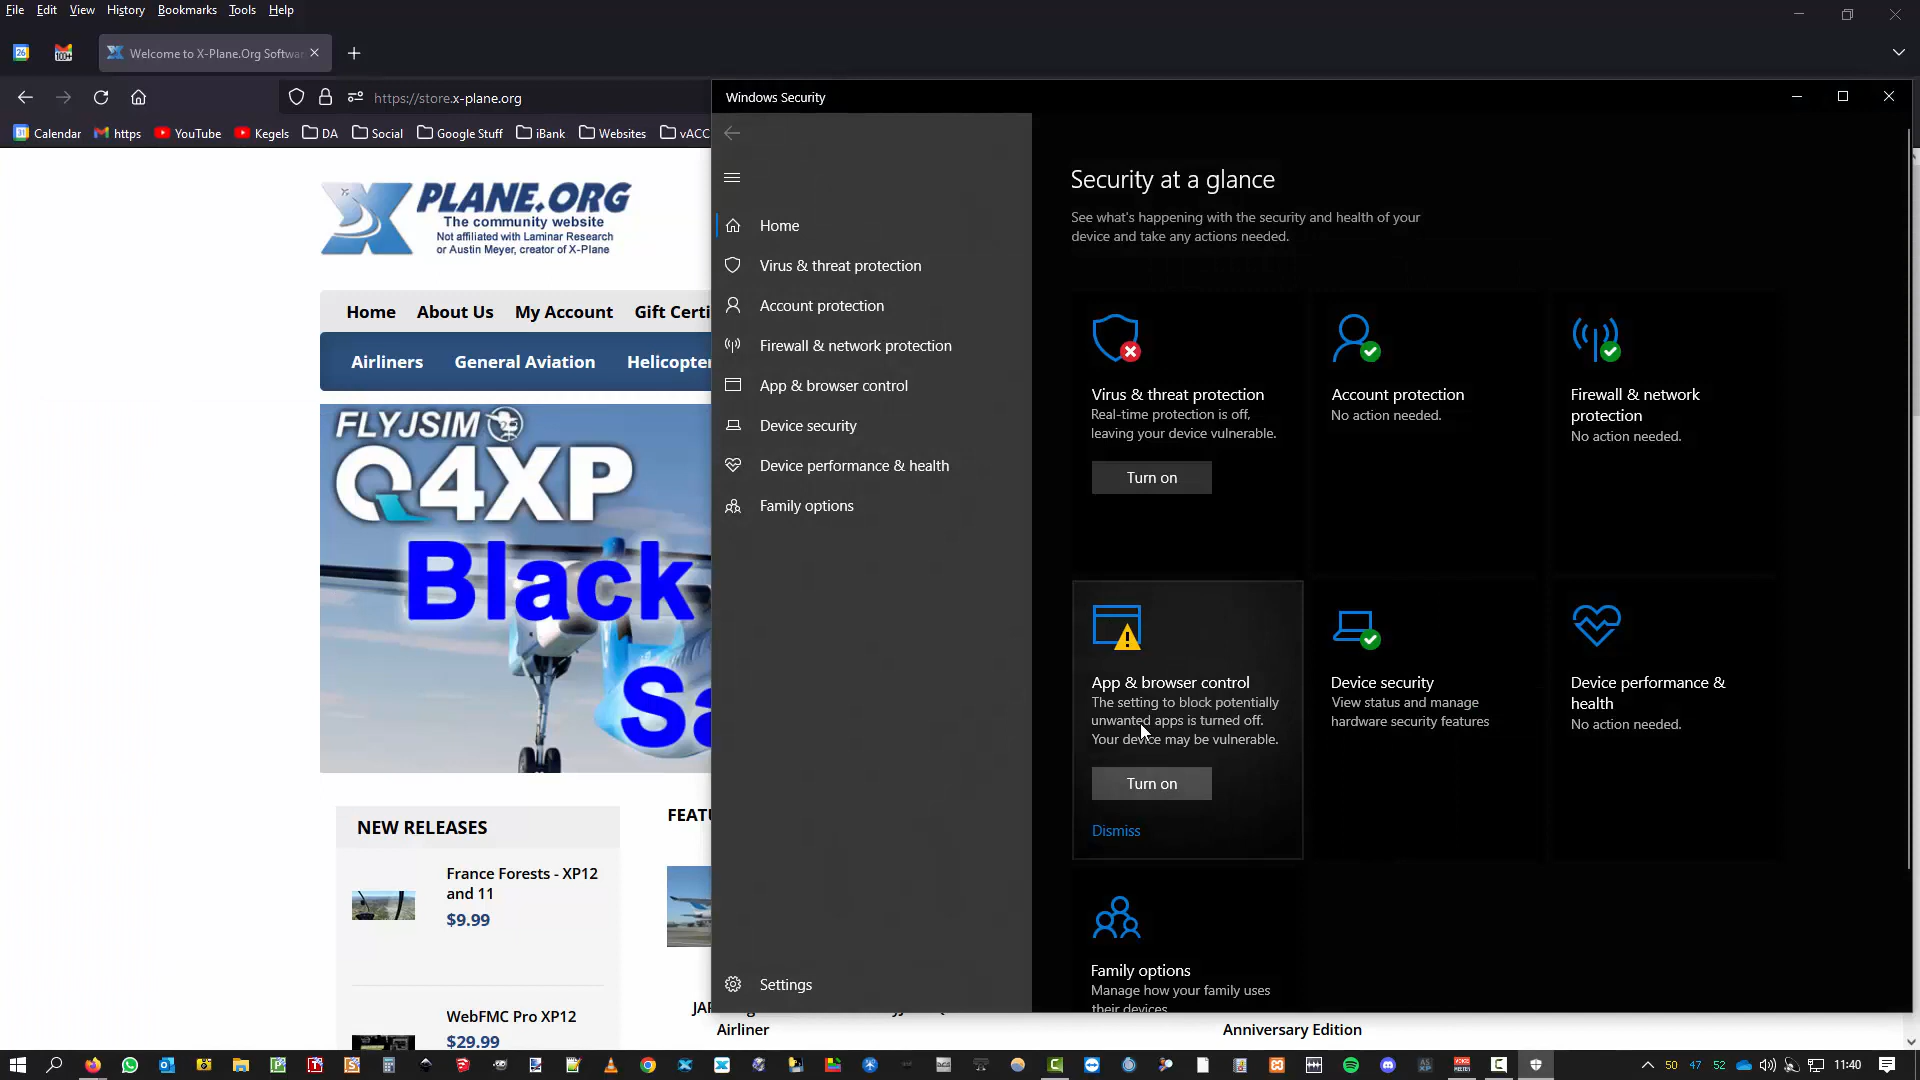 File Edit View History Bookmarks Tools Help
Welcome to X-Plane.Org Softwar
https://store.x-plane.org
Calendar https YouTube Kegels DA Social Google Stuff iBank Websites vACC
PLANE.ORG
The community website
Not affiliated with Laminar Research
or Austin Meyer, creator of X-Plane
Home About Us My Account Gift Certi
Airliners General Aviation Helicopter
FLYJSIM
Q4XP
Black
Sa
NEW RELEASES
France Forests - XP12
and 11
$9.99
WebFMC Pro XP12
$29.99
FEATU
Airliner
Anniversary Edition
Windows Security
Home
Virus & threat protection
Account protection
Firewall & network protection
App & browser control
Device security
Device performance & health
Family options
Settings
Security at a glance
See what's happening with the security and health of your
device and take any actions needed.
Virus & threat protection
Real-time protection is off,
leaving your device vulnerable.
Turn on
Account protection
No action needed.
Firewall & network
protection
No action needed.
App & browser control
The setting to block potentially
unwanted apps is turned off.
Your device may be vulnerable.
Turn on
Dismiss
Device security
View status and manage
hardware security features
Device performance &
health
No action needed.
Family options
Manage how your family uses
their devices
50 47 52 11:40